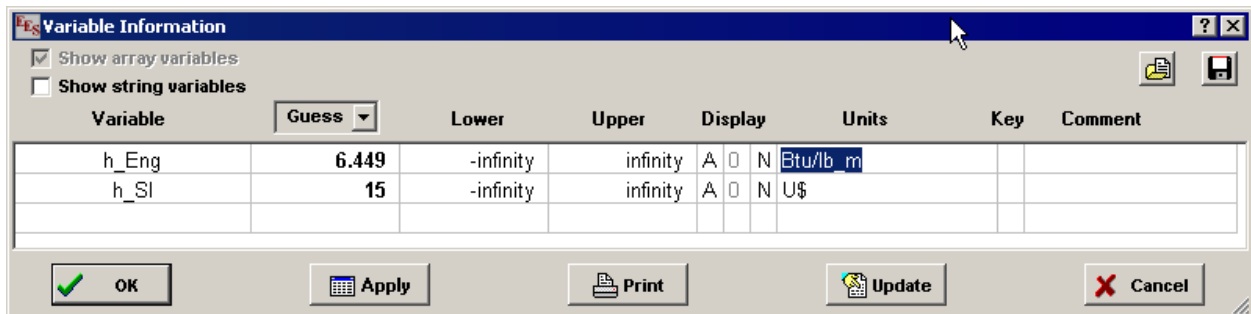 EES Variable Information
Show array variables
Show string variables
Variable Guess Lower Upper Display Units Key Comment
h_Eng 6.449 -infinity infinity A 0 N Btu/lb_m
h_SI 15 -infinity infinity A 0 N U$
OK Apply Print Update Cancel